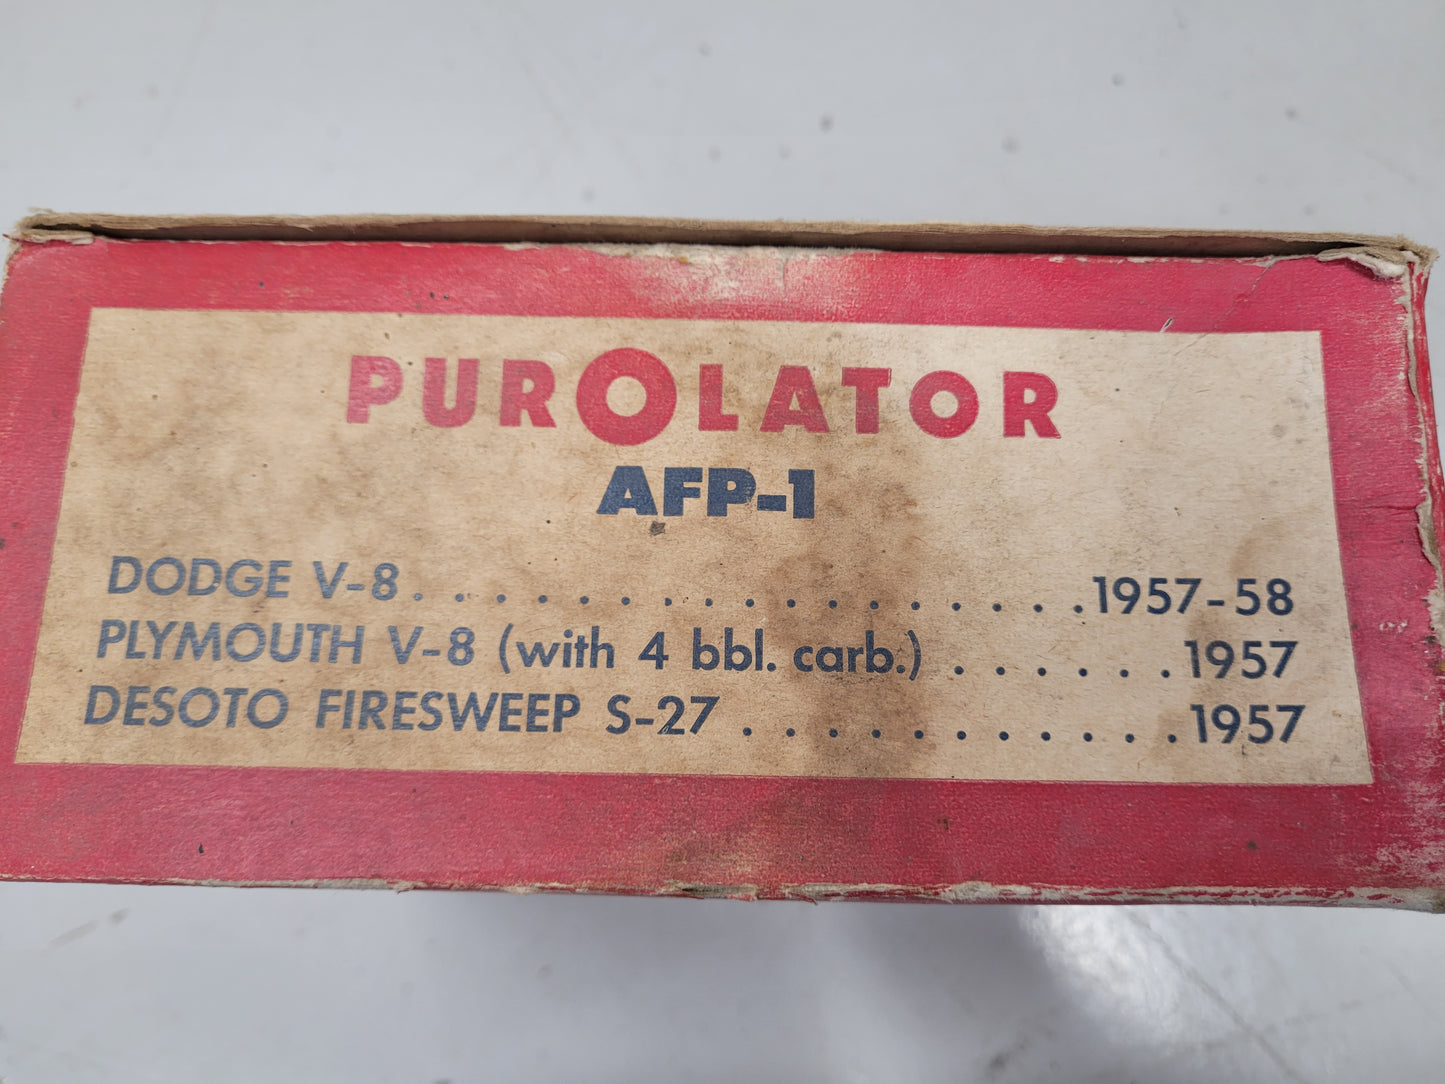 PUROLATOR
AFP-1
DODGE V-8. . . . . . . . . . . . . . . . . . . .1957-58
PLYMOUTH V-8 (with 4 bbl. carb.) . . . . . . .1957
DESOTO FIRESWEEP S-27 . . . . . . . . . . . . .1957